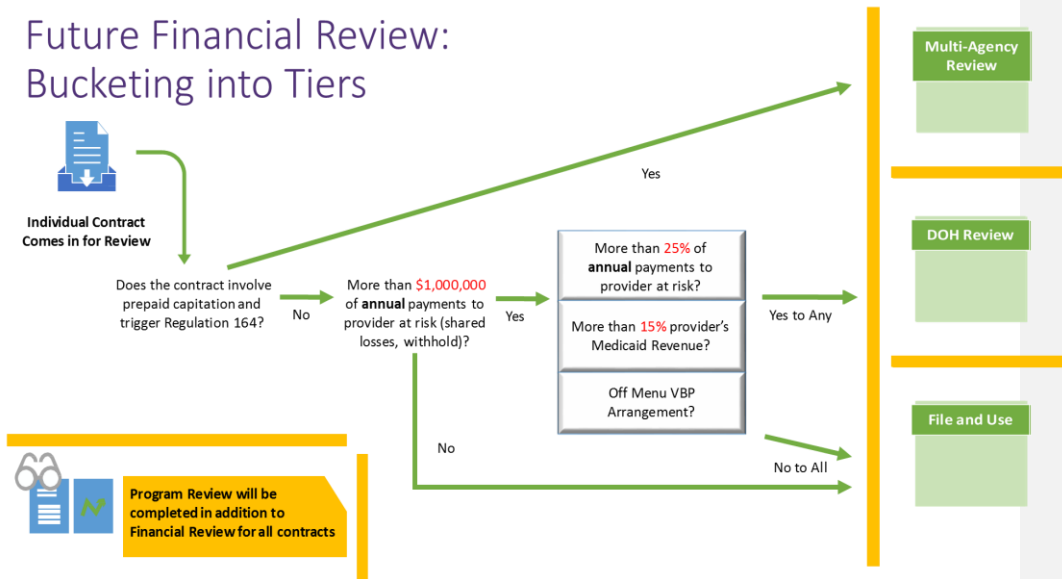 Future Financial Review:
Bucketing into Tiers
Individual Contract
Comes in for Review
Does the contract involve
prepaid capitation and
trigger Regulation 164?
Yes
No
More than $1,000,000
of annual payments to
provider at risk (shared
losses, withhold)?
Yes
No
More than 25% of
annual payments to
provider at risk?
More than 15% provider's
Medicaid Revenue?
Off Menu VBP
Arrangement?
Yes to Any
No to All
Multi-Agency
Review
DOH Review
File and Use
Program Review will be
completed in addition to
Financial Review for all contracts